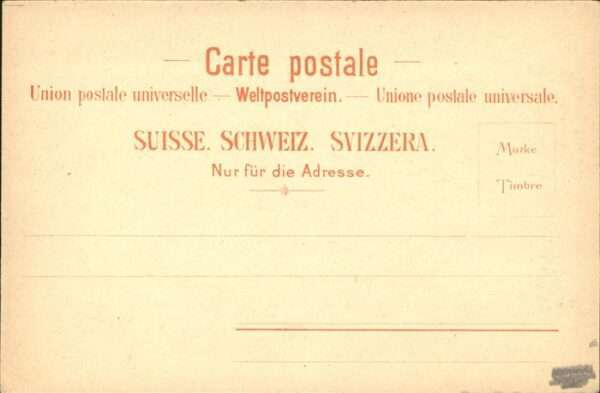 — Carte postale —
Union postale universelle — Weltpostverein. — Unione postale universale.
SUISSE. SCHWEIZ. SVIZZERA.
Nur für die Adresse.
Marke
Timbre